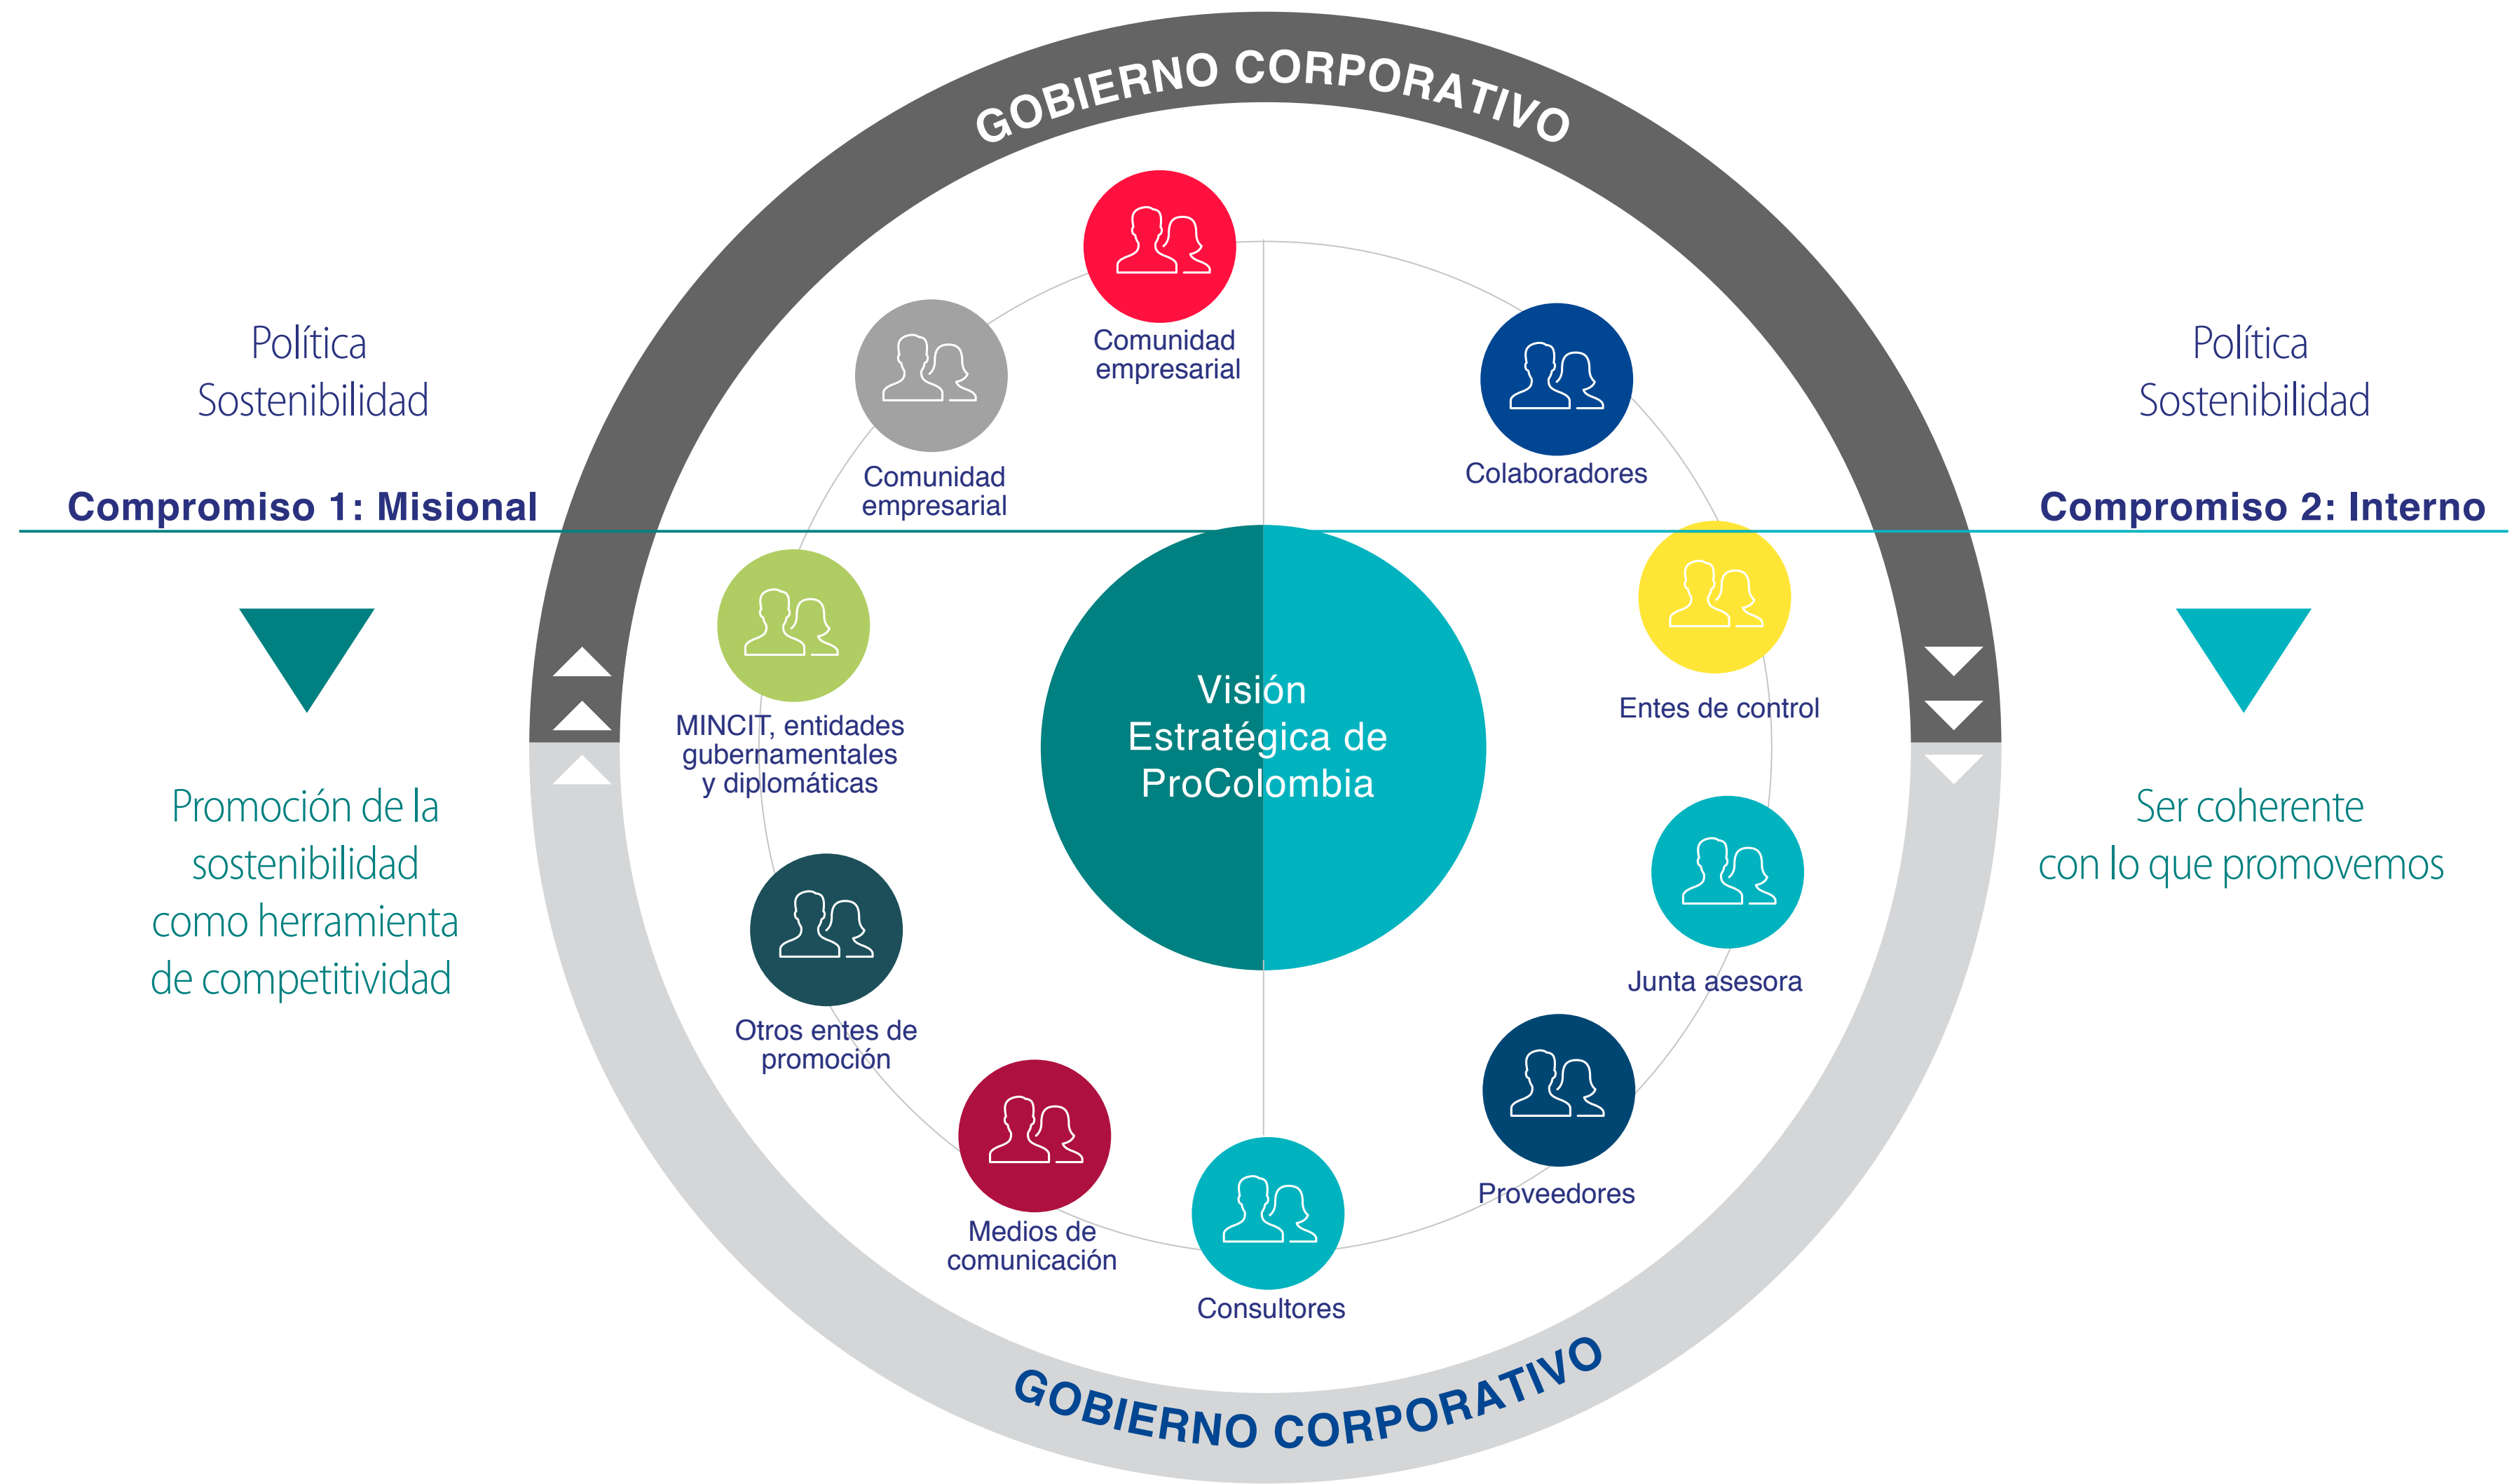 GOBIERNO CORPORATIVO
Política
Sostenibilidad
Compromiso 1: Misional
Promoción de la
sostenibilidad
como herramienta
de competitividad
Comunidad
empresarial
Comunidad
empresarial
MINCIT, entidades
gubernamentales
y diplomáticas
Otros entes de
promoción
Medios de
comunicación
Consultores
Visión
Estratégica de
ProColombia
Colaboradores
Entes de control
Junta asesora
Proveedores
Política
Sostenibilidad
Compromiso 2: Interno
Ser coherente
con lo que promovemos
GOBIERNO CORPORATIVO